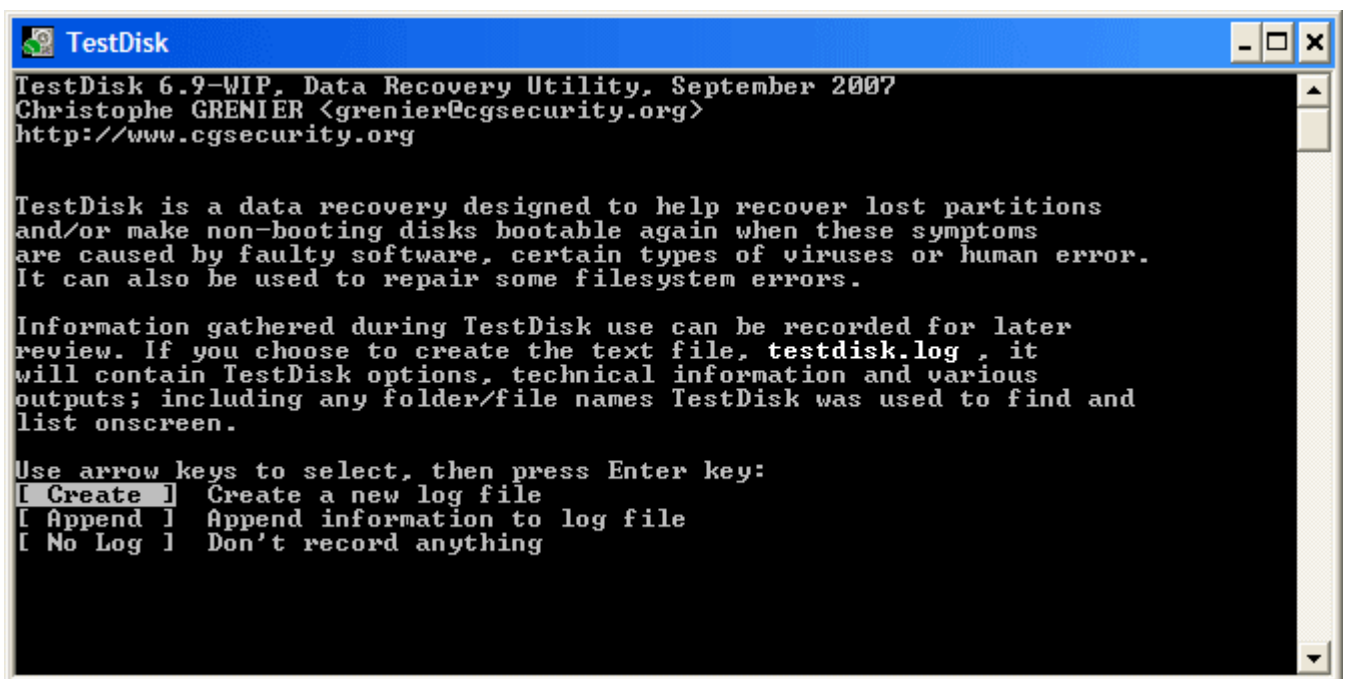 TestDisk
TestDisk 6.9-WIP, Data Recovery Utility, September 2007
Christophe GRENIER <grenier@cgsecurity.org>
http://www.cgsecurity.org
TestDisk is a data recovery designed to help recover lost partitions
and/or make non-booting disks bootable again when these symptoms
are caused by faulty software, certain types of viruses or human error.
It can also be used to repair some filesystem errors.
Information gathered during TestDisk use can be recorded for later
review. If you choose to create the text file, testdisk.log , it
will contain TestDisk options, technical information and various
outputs; including any folder/file names TestDisk was used to find and
list onscreen.
Use arrow keys to select, then press Enter key:
[ Create ]  Create a new log file
[ Append ]  Append information to log file
[ No Log ]  Don't record anything